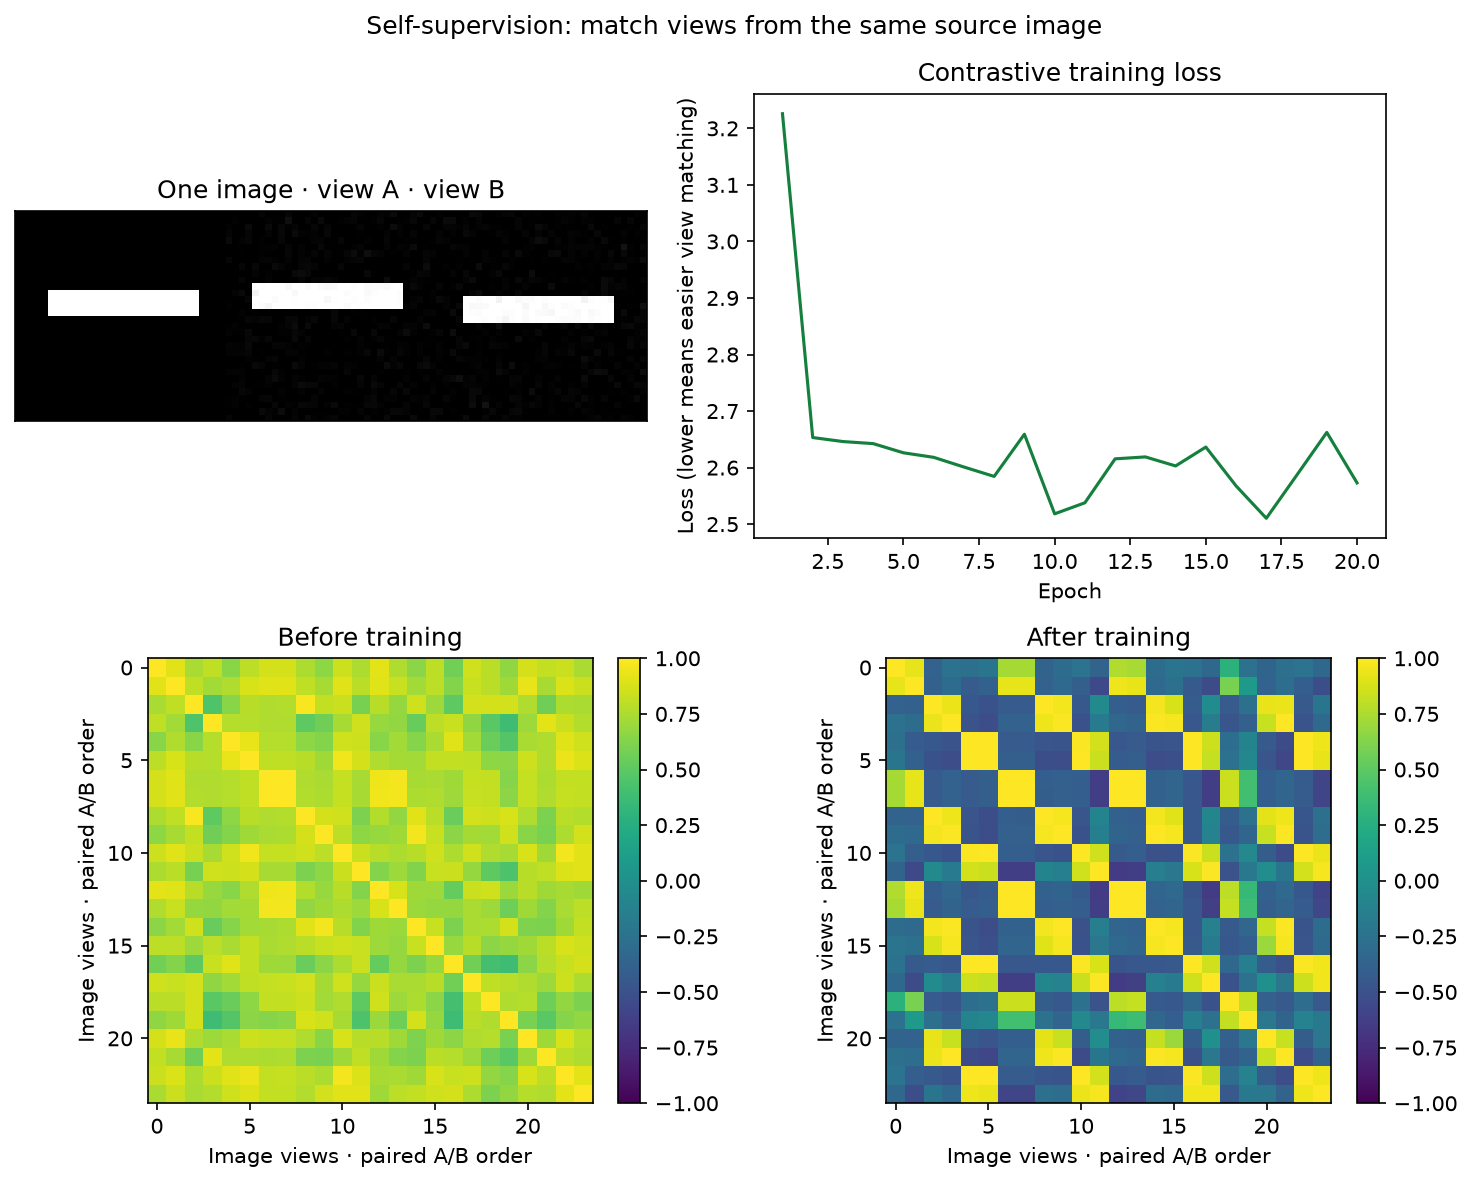 Self-supervision: match views from the same source image
One image · view A · view B
Contrastive training loss
Loss (lower means easier view matching)
3.2
3.1
3.0
2.9
2.8
2.7
2.6
2.5
2.5 5.0 7.5 10.0 12.5 15.0 17.5 20.0
Epoch
Before training
Image views · paired A/B order
0
5
10
15
20
0 5 10 15 20
Image views · paired A/B order
1.00
0.75
0.50
0.25
0.00
−0.25
−0.50
−0.75
−1.00
After training
Image views · paired A/B order
0
5
10
15
20
0 5 10 15 20
Image views · paired A/B order
1.00
0.75
0.50
0.25
0.00
−0.25
−0.50
−0.75
−1.00